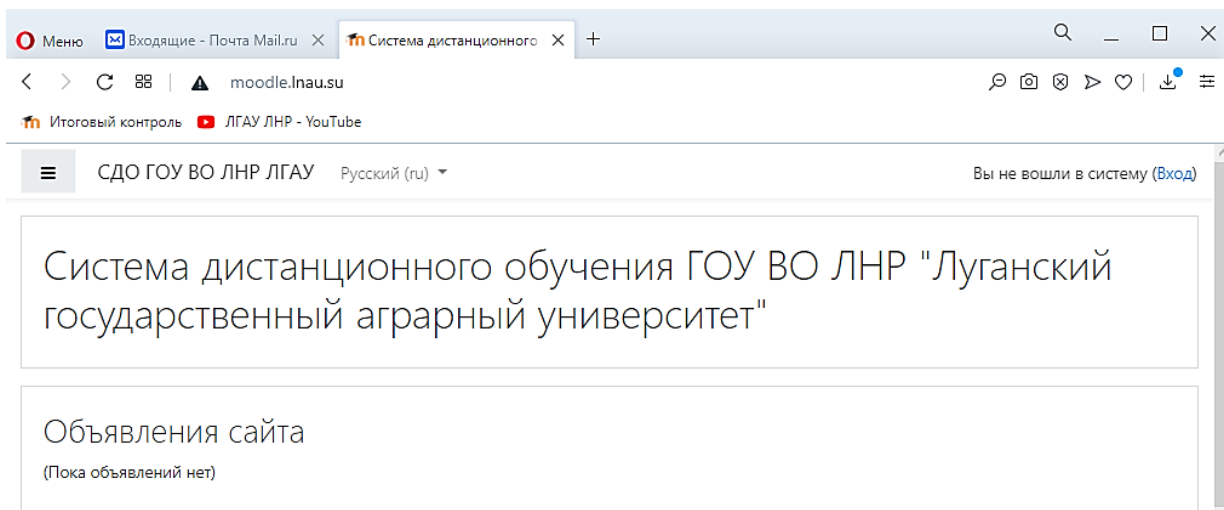 Меню Входящие - Почта Mail.ru Система дистанционного
moodle.lnau.su
Итоговый контроль ЛГАУ ЛНР - YouTube
СДО ГОУ ВО ЛНР ЛГАУ Русский (ru) Вы не вошли в систему (Вход)
Система дистанционного обучения ГОУ ВО ЛНР "Луганский
государственный аграрный университет"
Объявления сайта
(Пока объявлений нет)